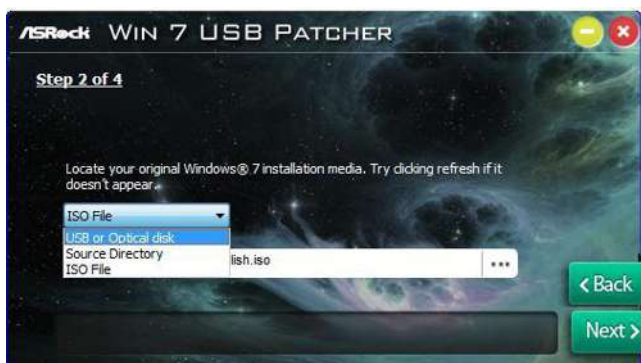 ASRock WIN 7 USB PATCHER
Step 2 of 4
Locate your original Windows® 7 installation media. Try clicking refresh if it
doesn't appear.
ISO File
USB or Optical disk
Source Directory
ISO File
lish.iso
...
< Back
Next >